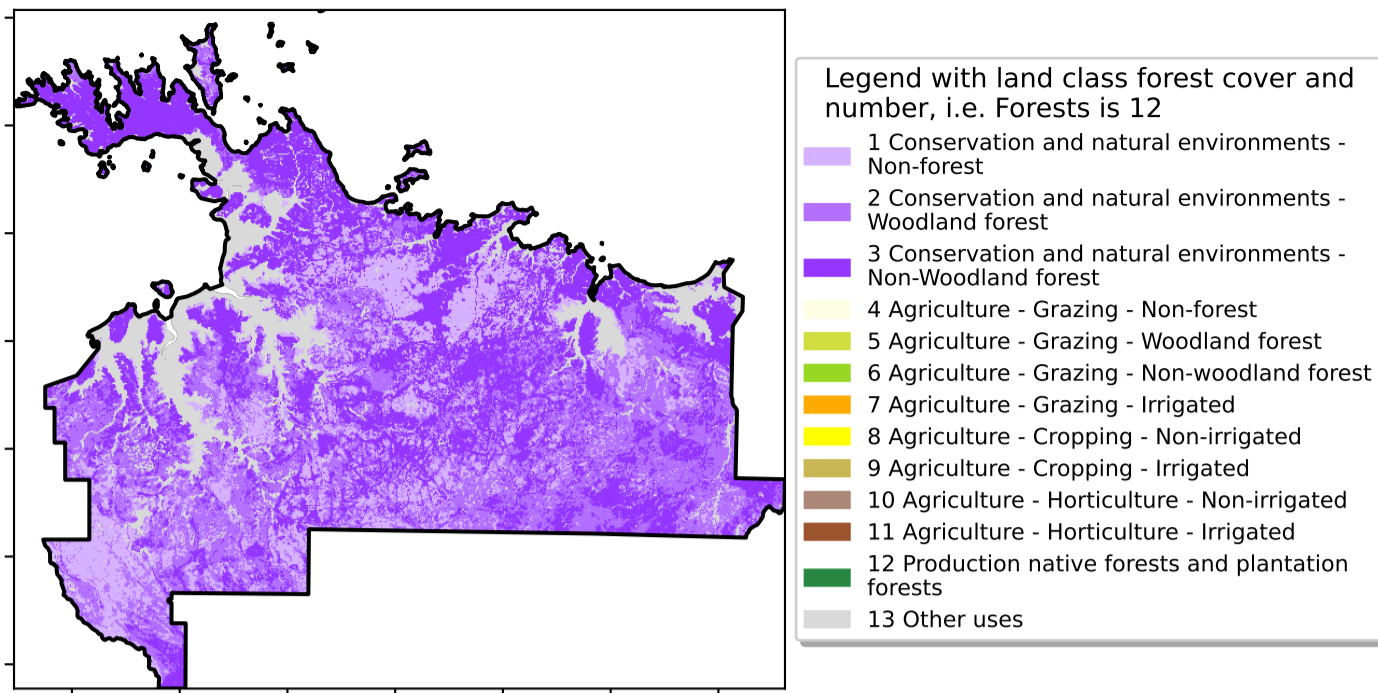 Legend with land class forest cover and
number, i.e. Forests is 12
1 Conservation and natural environments -
Non-forest
2 Conservation and natural environments -
Woodland forest
3 Conservation and natural environments -
Non-Woodland forest
4 Agriculture - Grazing - Non-forest
5 Agriculture - Grazing - Woodland forest
6 Agriculture - Grazing - Non-woodland forest
7 Agriculture - Grazing - Irrigated
8 Agriculture - Cropping - Non-irrigated
9 Agriculture - Cropping - Irrigated
10 Agriculture - Horticulture - Non-irrigated
11 Agriculture - Horticulture - Irrigated
12 Production native forests and plantation
forests
13 Other uses